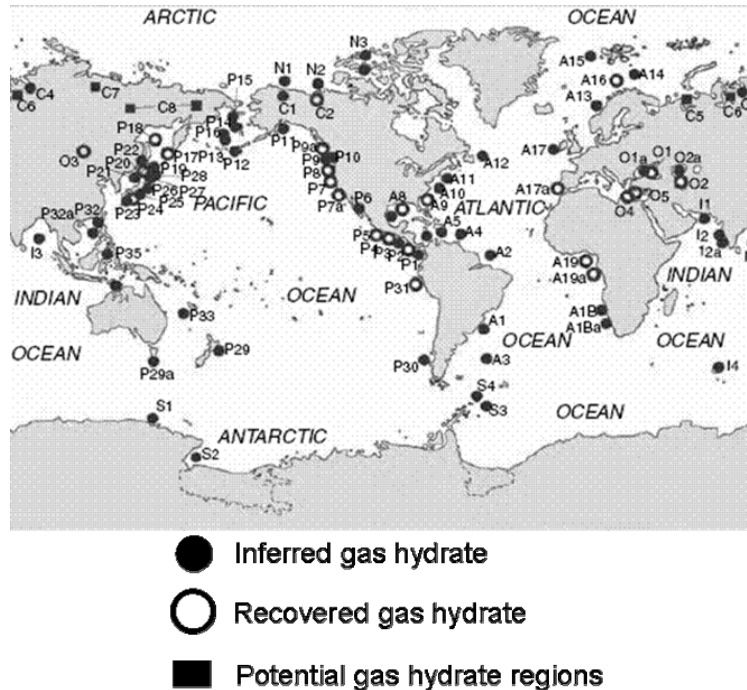 ARCTIC OCEAN
N3
P15 N1 N2 A15 A14
C4 C7 A16
C6 C8 C1 C2 A13 C5 C6
P18 P14 P16 P11 P9a
O3 P22 P17 P13 P12 P9 P10 A12 A17 O1a O1 O2a
P20 P19 P8 A11
P21 P28 P7 A10 A17a O2
P26 P27 P7a P6 A8 A9 O4 O5
P23 P24 P25 PACIFIC ATLANTIC I1
P32a P32 P5 A5 A4 I2
I3 P35 P4 P3 P2 P1 A2 A19 12a
INDIAN OCEAN P31 A19a INDIAN
P34
P33 A1 A1B
OCEAN P29 P30 A3 OCEAN A1Ba OCEAN
P29a I4
S1 S4 S3 OCEAN
ANTARCTIC
S2
Inferred gas hydrate
Recovered gas hydrate
Potential gas hydrate regions